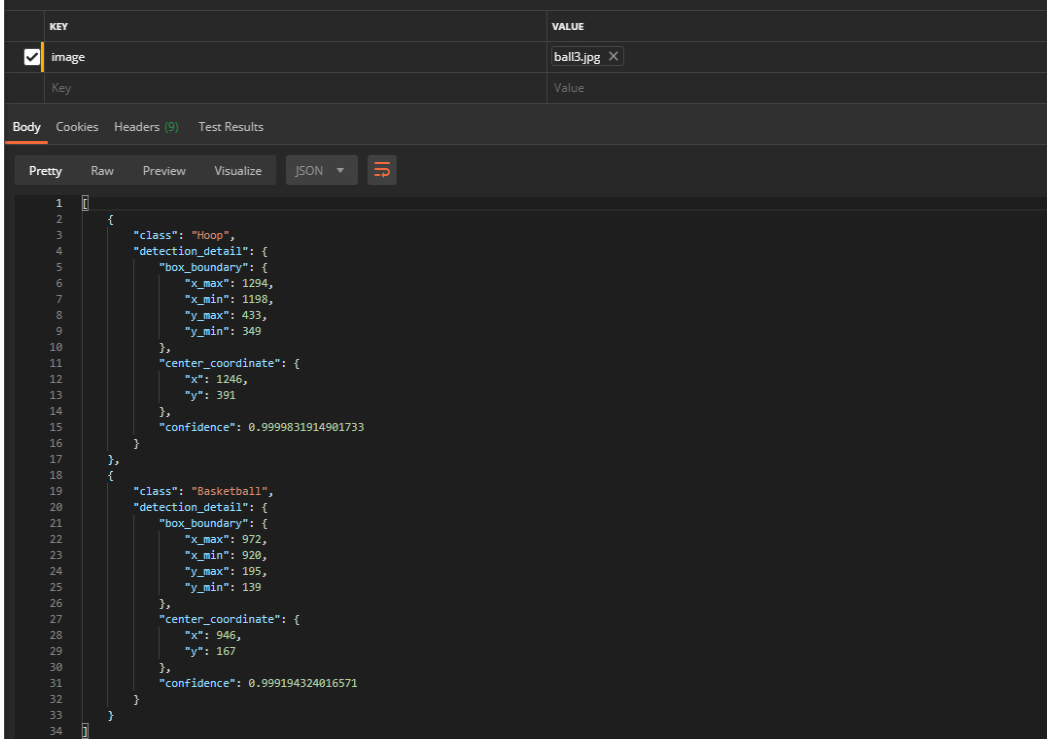 KEY VALUE
image ball3.jpg ×
Key Value
Body Cookies Headers (9) Test Results
Pretty Raw Preview Visualize JSON
1 [
2 {
3 "class": "Hoop",
4 "detection_detail": {
5 "box_boundary": {
6 "x_max": 1294,
7 "x_min": 1198,
8 "y_max": 433,
9 "y_min": 349
10 },
11 "center_coordinate": {
12 "x": 1246,
13 "y": 391
14 },
15 "confidence": 0.9999831914901733
16 }
17 },
18 {
19 "class": "Basketball",
20 "detection_detail": {
21 "box_boundary": {
22 "x_max": 972,
23 "x_min": 920,
24 "y_max": 195,
25 "y_min": 139
26 },
27 "center_coordinate": {
28 "x": 946,
29 "y": 167
30 },
31 "confidence": 0.999194324016571
32 }
33 }
34 ]